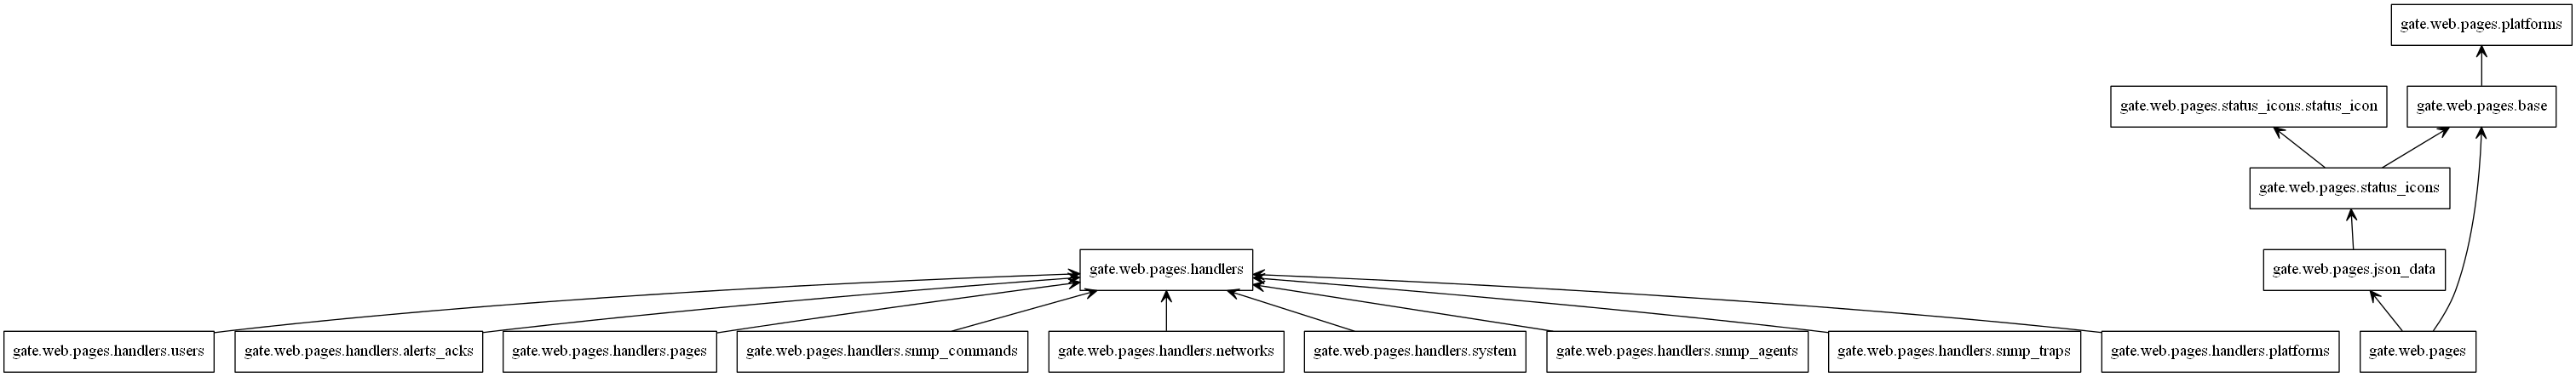 gate.web.pages.platforms
gate.web.pages.status_icons.status_icon
gate.web.pages.base
gate.web.pages.status_icons
gate.web.pages.handlers
gate.web.pages.json_data
gate.web.pages.handlers.users
gate.web.pages.handlers.alerts_acks
gate.web.pages.handlers.pages
gate.web.pages.handlers.snmp_commands
gate.web.pages.handlers.networks
gate.web.pages.handlers.system
gate.web.pages.handlers.snmp_agents
gate.web.pages.handlers.snmp_traps
gate.web.pages.handlers.platforms
gate.web.pages